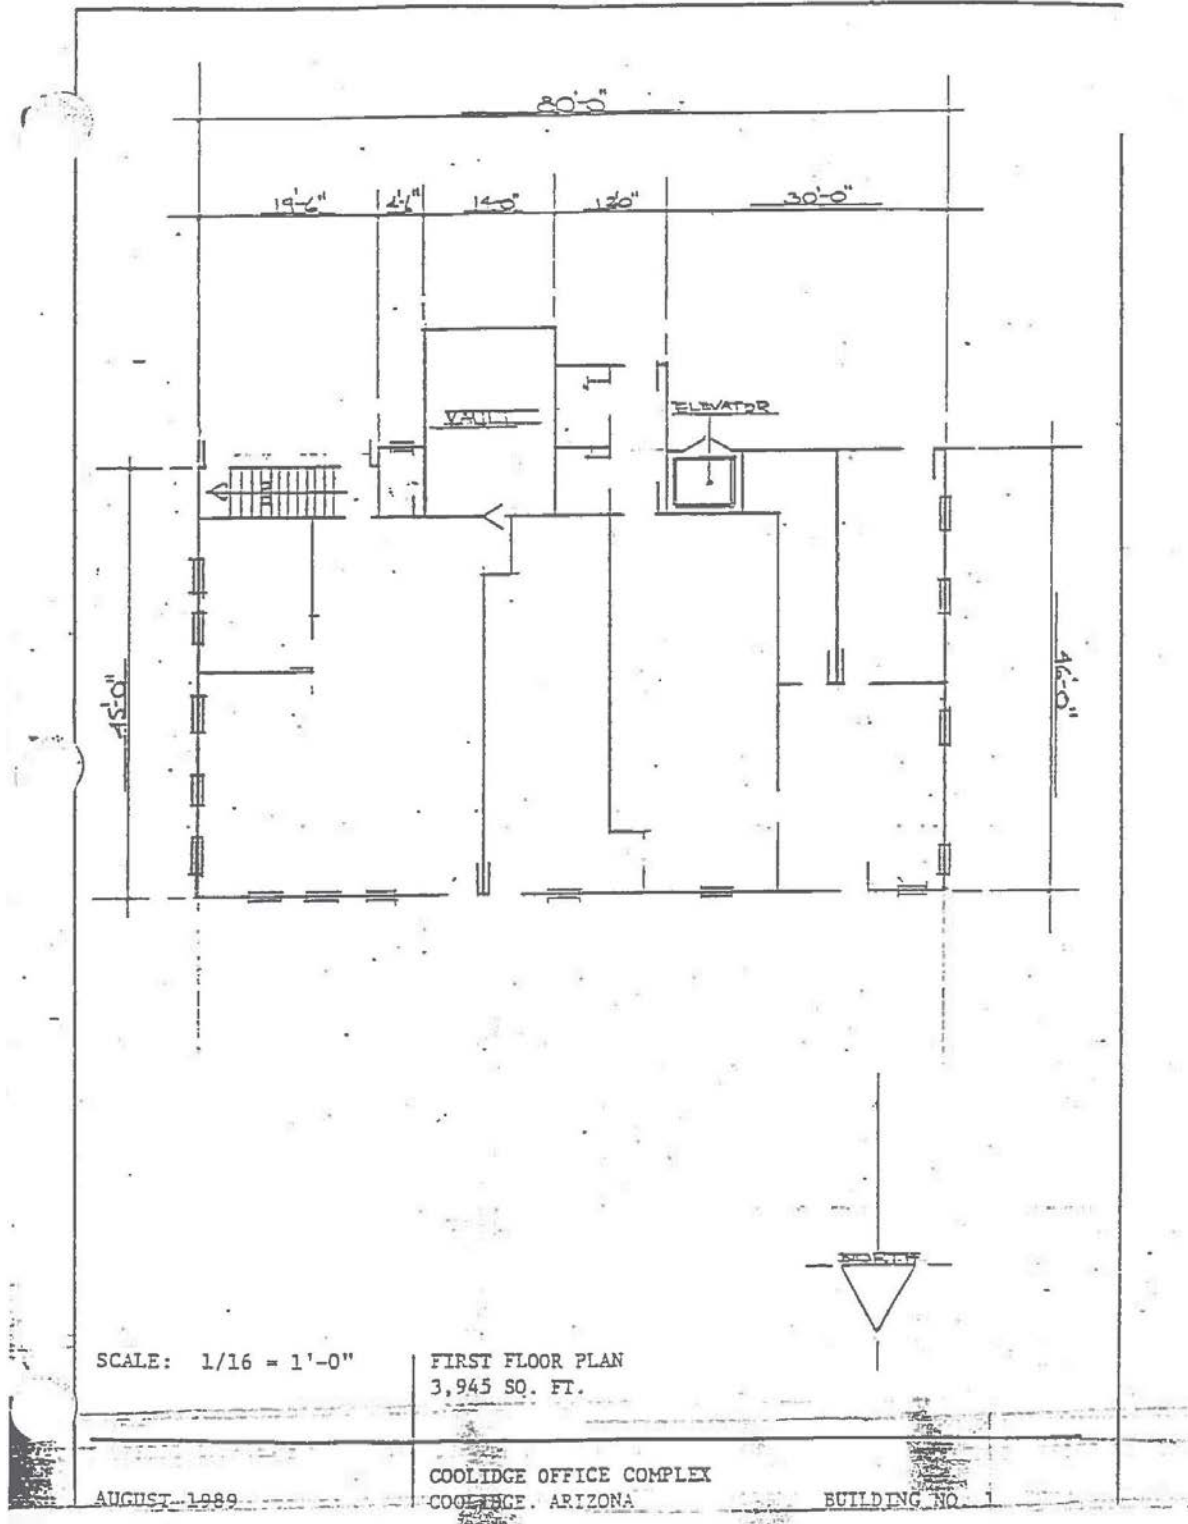 80'-0"
19'-6" 4'-6" 14'-0" 12'0" 30'-0"
ELEVATOR
VAULT
45'-0"
46'-0"
NORTH
SCALE: 1/16 = 1'-0"
FIRST FLOOR PLAN
3,945 SQ. FT.
COOLIDGE OFFICE COMPLEX
AUGUST 1989 COOLIDGE, ARIZONA BUILDING NO. 1